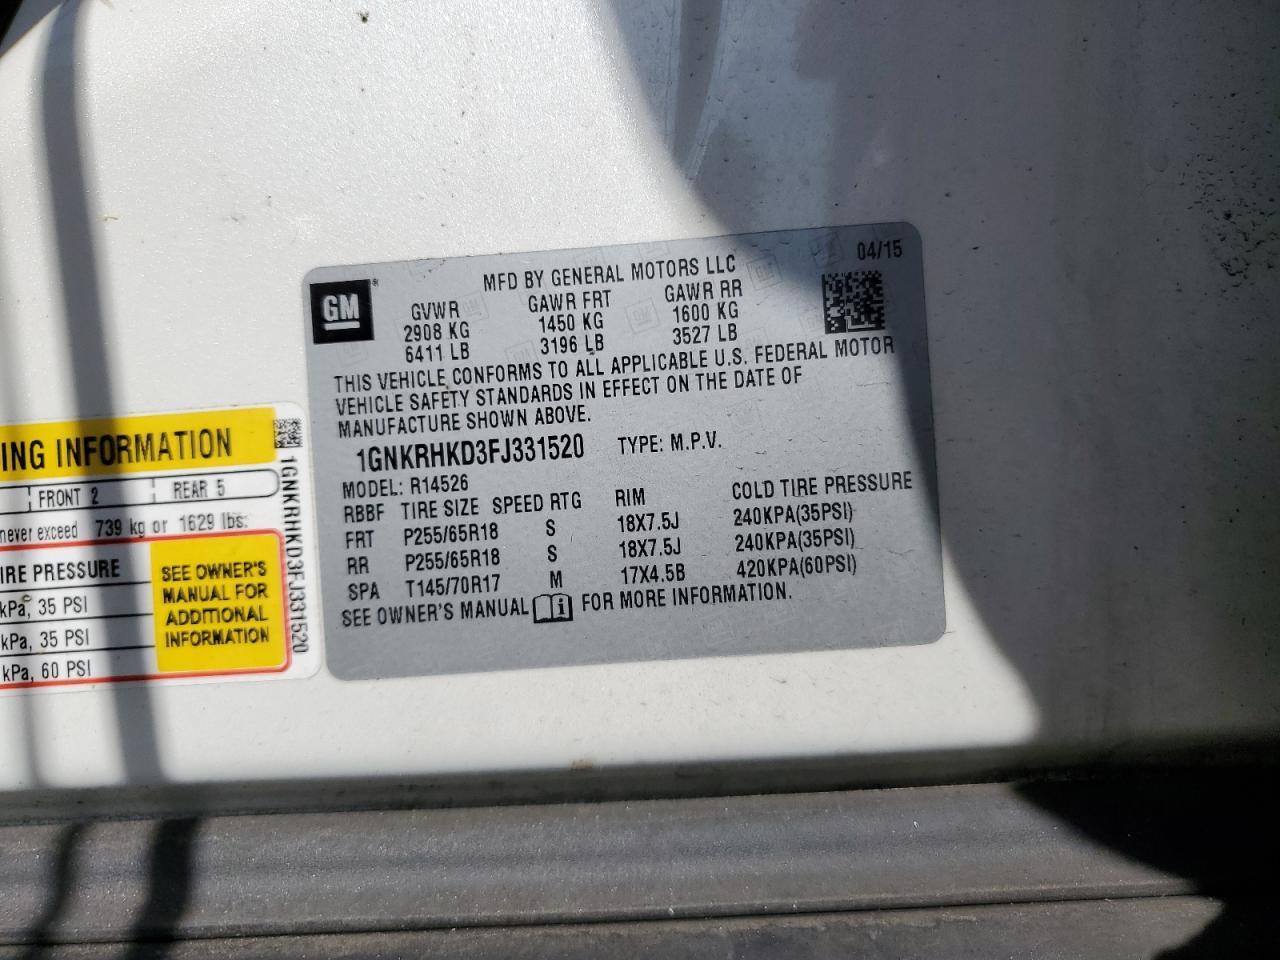 GM
®
MFD BY GENERAL MOTORS LLC
04/15
GVWR GAWR FRT GAWR RR
2908 KG 1450 KG 1600 KG
6411 LB 3196 LB 3527 LB
THIS VEHICLE CONFORMS TO ALL APPLICABLE U.S. FEDERAL MOTOR
VEHICLE SAFETY STANDARDS IN EFFECT ON THE DATE OF
MANUFACTURE SHOWN ABOVE.
1GNKRHKD3FJ331520 TYPE: M.P.V.
MODEL: R14526
RBBF TIRE SIZE SPEED RTG RIM COLD TIRE PRESSURE
FRT P255/65R18 S 18X7.5J 240KPA(35PSI)
RR P255/65R18 S 18X7.5J 240KPA(35PSI)
SPA T145/70R17 M 17X4.5B 420KPA(60PSI)
SEE OWNER'S MANUAL FOR MORE INFORMATION.
ING INFORMATION
FRONT 2 REAR 5
never exceed 739 kg or 1629 lbs.
IRE PRESSURE
kPa, 35 PSI
kPa, 35 PSI
kPa, 60 PSI
SEE OWNER'S
MANUAL FOR
ADDITIONAL
INFORMATION
1GNKRHKD3FJ331520